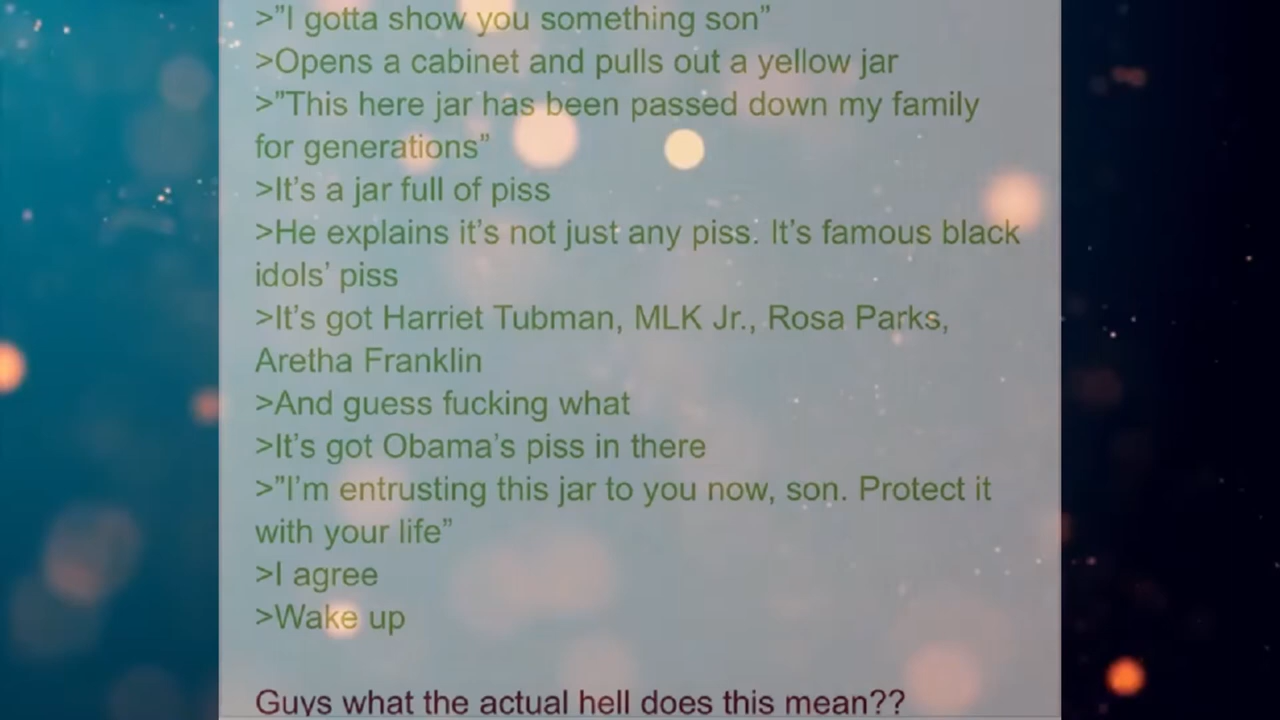 >”I gotta show you something son”
>Opens a cabinet and pulls out a yellow jar
>”This here jar has been passed down my family
for generations”
>It’s a jar full of piss
>He explains it’s not just any piss. It’s famous black
idols’ piss
>It’s got Harriet Tubman, MLK Jr., Rosa Parks,
Aretha Franklin
>And guess fucking what
>It’s got Obama’s piss in there
>”I’m entrusting this jar to you now, son. Protect it
with your life”
>I agree
>Wake up
Guys what the actual hell does this mean??